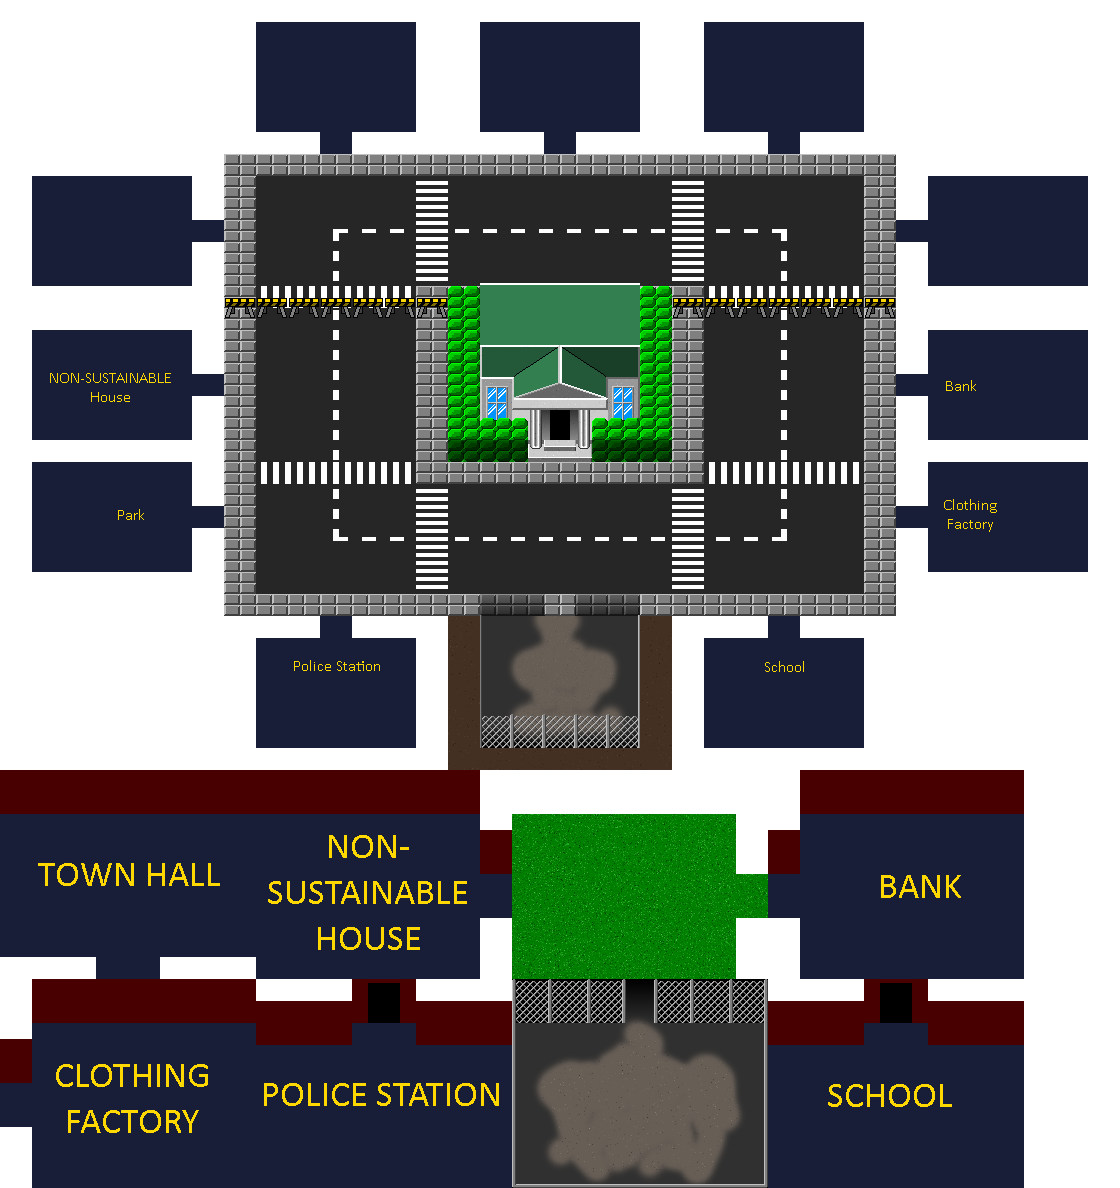 NON-SUSTAINABLE
House
Bank
Park
Clothing
Factory
Police Station
School
TOWN HALL
NON-
SUSTAINABLE
HOUSE
BANK
CLOTHING
FACTORY
POLICE STATION
SCHOOL